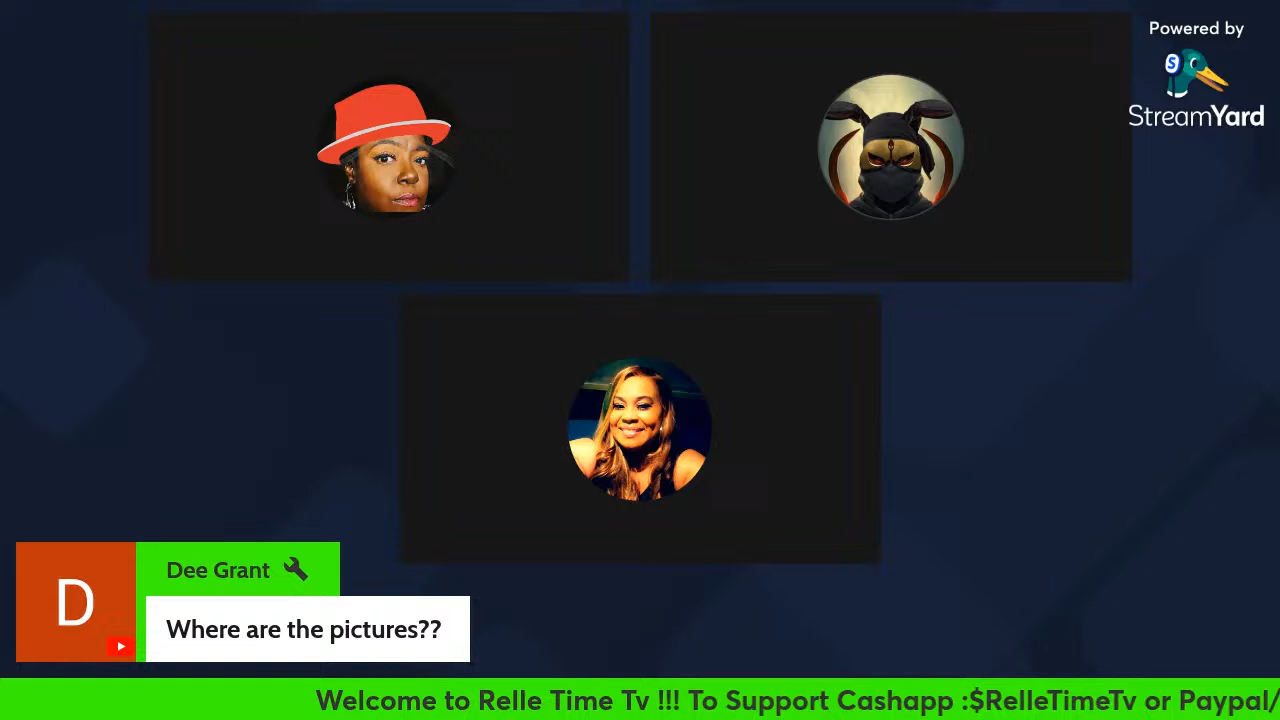 Powered by
S
StreamYard
D
Dee Grant
Where are the pictures??
Welcome to Relle Time Tv !!! To Support Cashapp :$RelleTimeTv or Paypal/